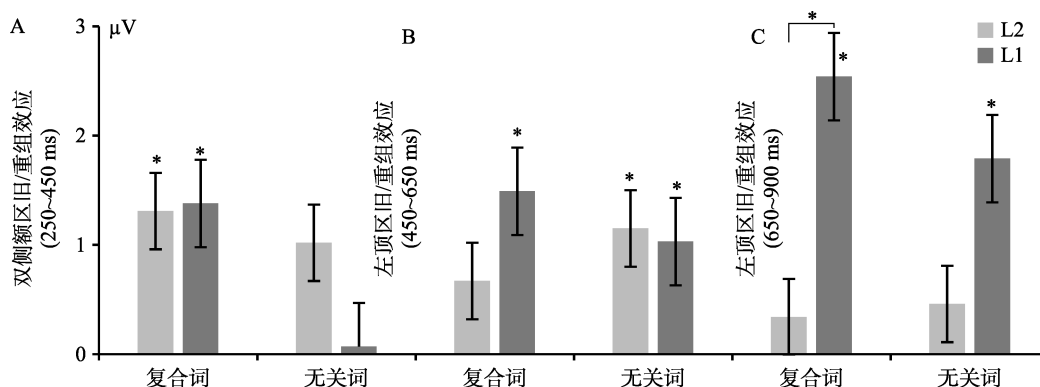 A
B
C
μV
3
2
1
0
双侧额区旧/重组效应
(250~450 ms)
左顶区旧/重组效应
(450~650 ms)
左顶区旧/重组效应
(650~900 ms)
L2
L1
*
* *
*
* *
*
*
复合词
无关词
复合词
无关词
复合词
无关词